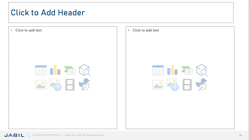 Click to Add Header
• Click to add text
• Click to add text
JABIL